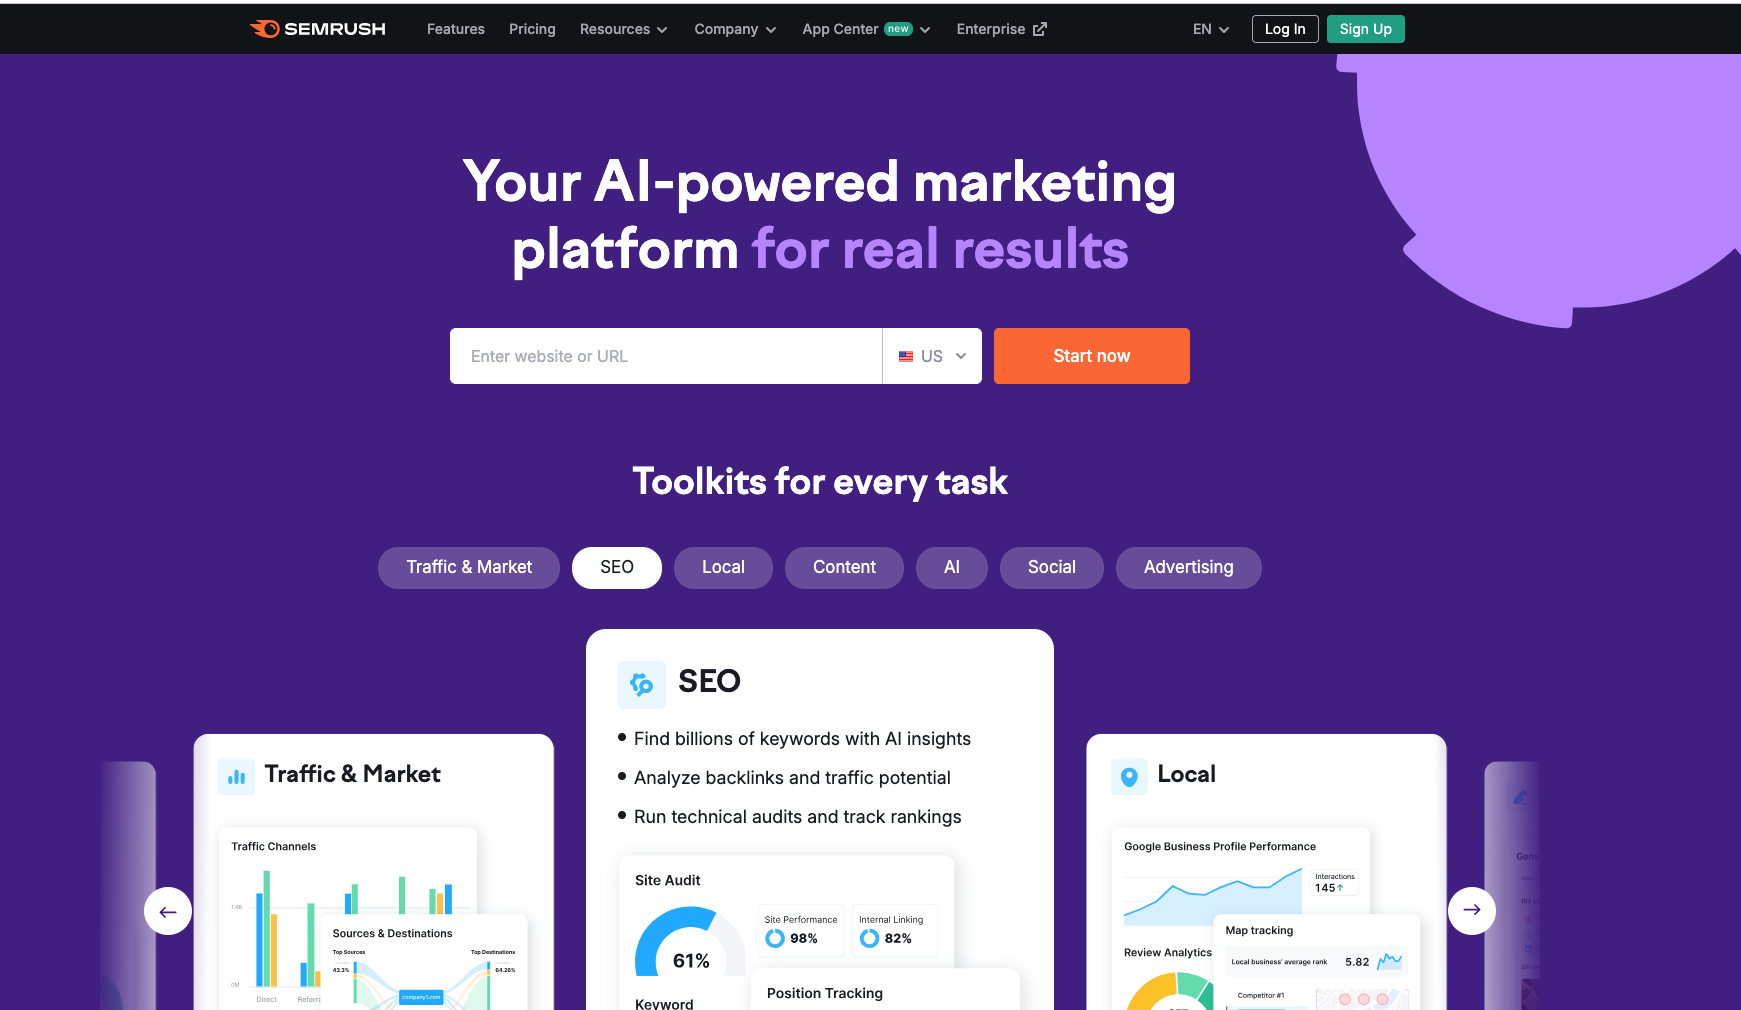 SEMRUSH
Features Pricing Resources Company App Center new Enterprise EN Log In Sign Up
Your AI-powered marketing
platform for real results
Enter website or URL US Start now
Toolkits for every task
Traffic & Market SEO Local Content AI Social Advertising
SEO
Find billions of keywords with AI insights
Analyze backlinks and traffic potential
Run technical audits and track rankings
Site Audit
Site Performance
98%
Internal Linking
82%
61%
Keyword
Position Tracking
Traffic & Market
Traffic Channels
1.4B
0M
Direct
Sources & Destinations
Top Sources Top Destinations
43.3% 64.26%
company1.com
Local
Google Business Profile Performance
Interactions
145
Review Analytics
Map tracking
Local business' average rank 5.82
Competitor #1